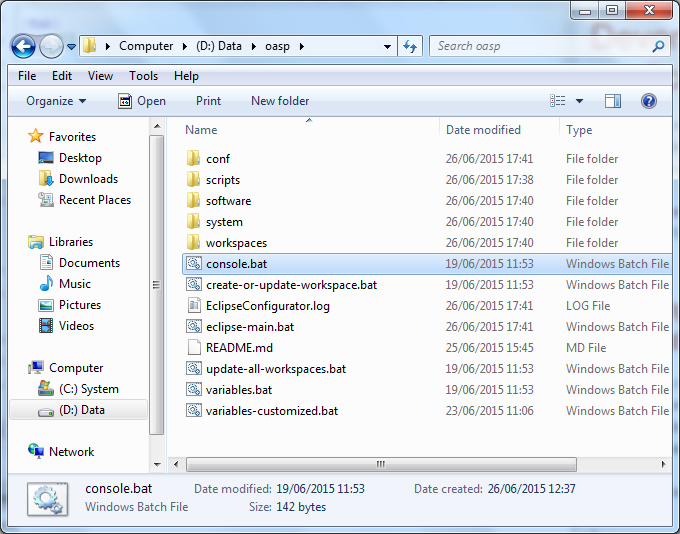 Computer (D:) Data oasp
Search oasp
File Edit View Tools Help
Organize Open Print New folder
Favorites
Desktop
Downloads
Recent Places
Libraries
Documents
Music
Pictures
Videos
Computer
(C:) System
(D:) Data
Network
Name Date modified Type
conf 26/06/2015 17:41 File folder
scripts 26/06/2015 17:38 File folder
software 26/06/2015 17:40 File folder
system 26/06/2015 17:40 File folder
workspaces 26/06/2015 17:40 File folder
console.bat 19/06/2015 11:53 Windows Batch File
create-or-update-workspace.bat 19/06/2015 11:53 Windows Batch File
EclipseConfigurator.log 26/06/2015 17:41 LOG File
eclipse-main.bat 26/06/2015 17:41 Windows Batch File
README.md 25/06/2015 15:45 MD File
update-all-workspaces.bat 19/06/2015 11:53 Windows Batch File
variables.bat 19/06/2015 11:53 Windows Batch File
variables-customized.bat 23/06/2015 11:06 Windows Batch File
console.bat Date modified: 19/06/2015 11:53 Date created: 26/06/2015 12:37
Windows Batch File Size: 142 bytes